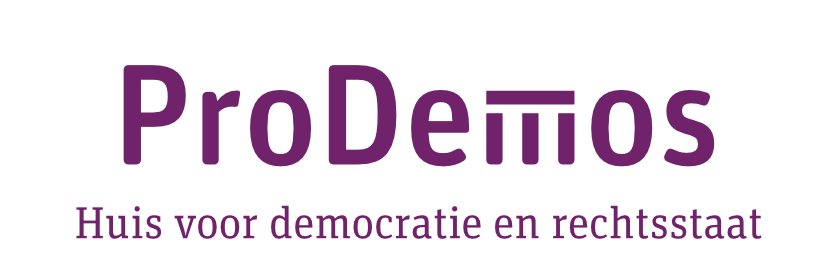 ProDemos
Huis voor democratie en rechtsstaat